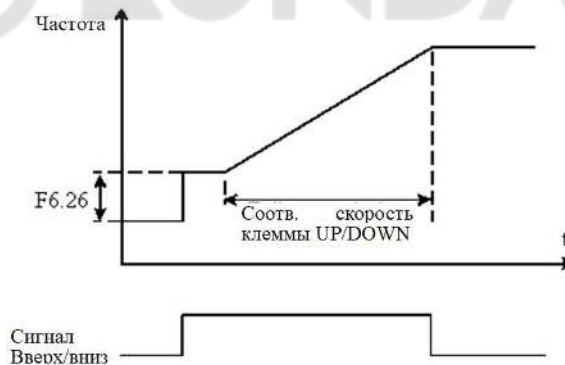 Частота
F6.26
Соотв. скорость
клеммы UP/DOWN
t
Сигнал
Вверх/вниз